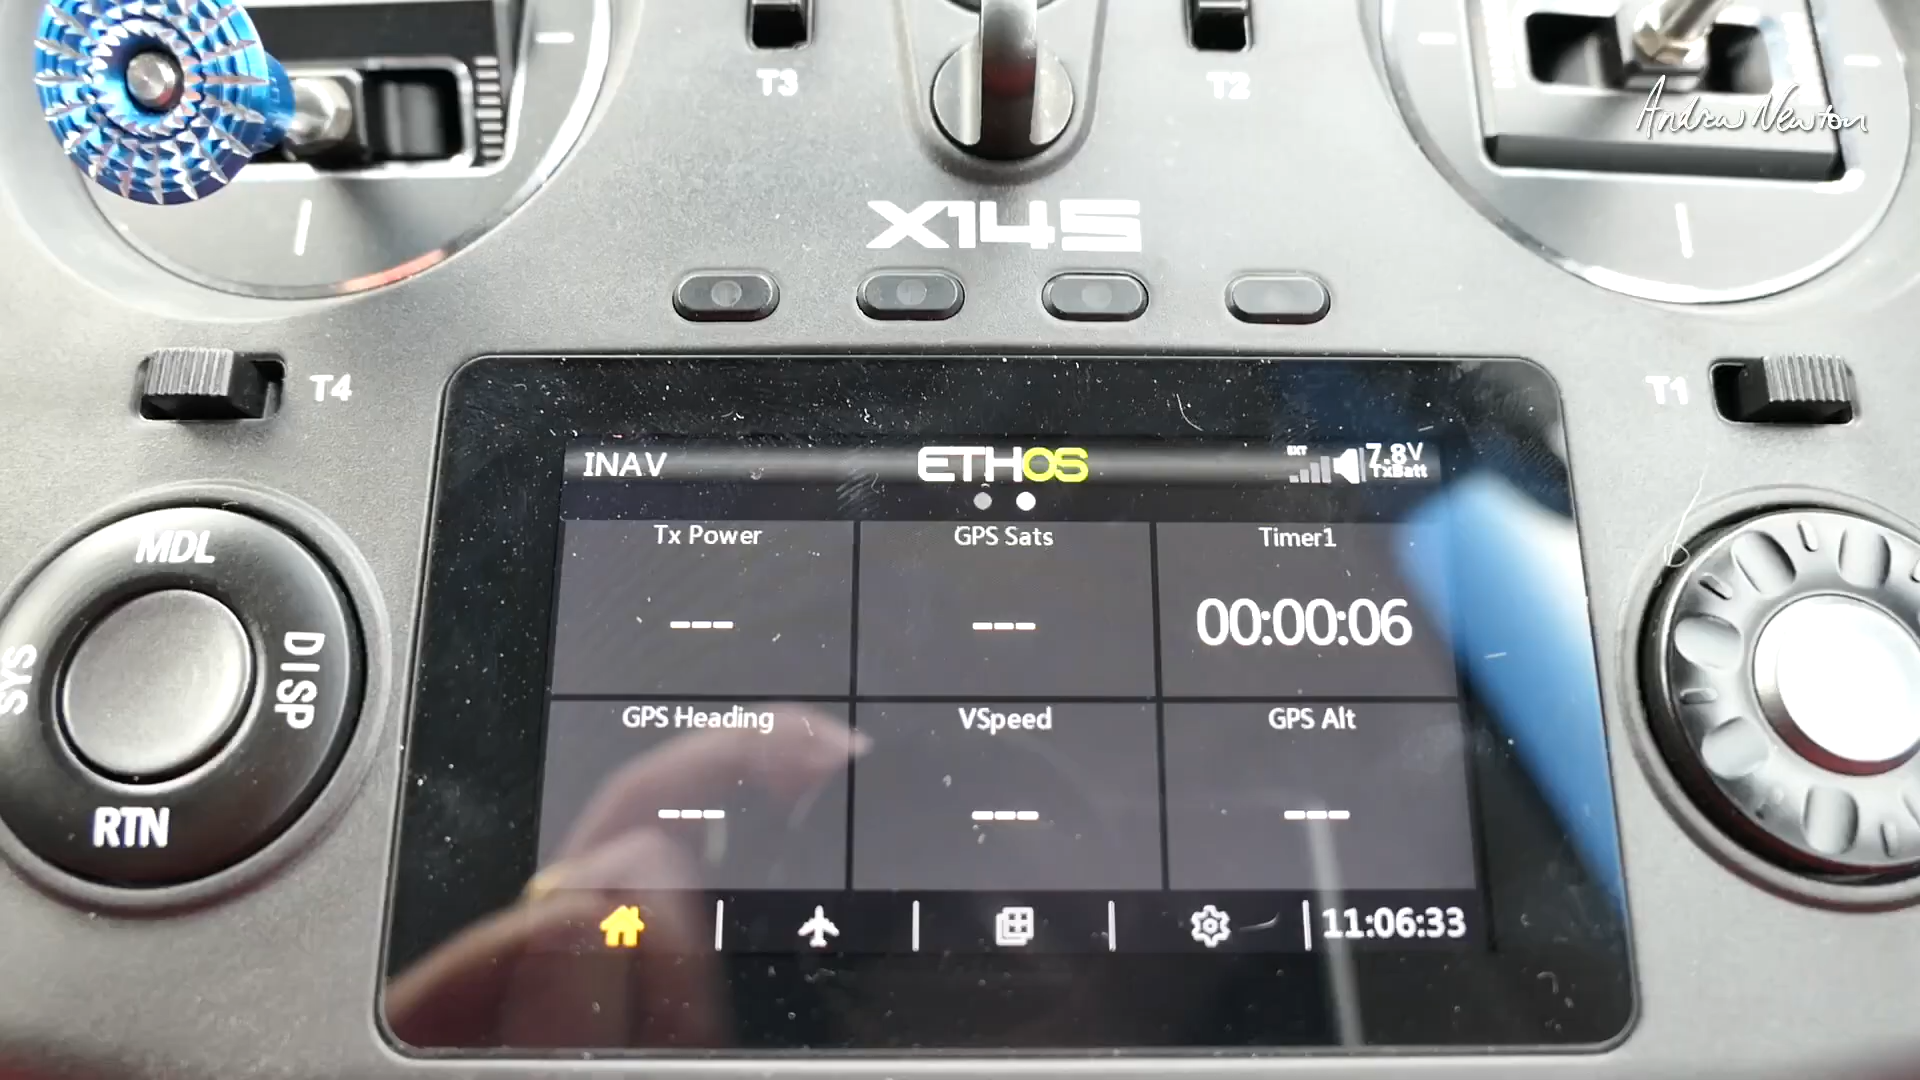 T3
T2
Andrew Newton
X14S
T4
T1
INAV
ETHOS
EXT
7.8V
TxBatt
Tx Power
GPS Sats
Timer1
---
---
00:00:06
GPS Heading
VSpeed
GPS Alt
---
---
---
11:06:33
MDL
SYS
DISP
RTN